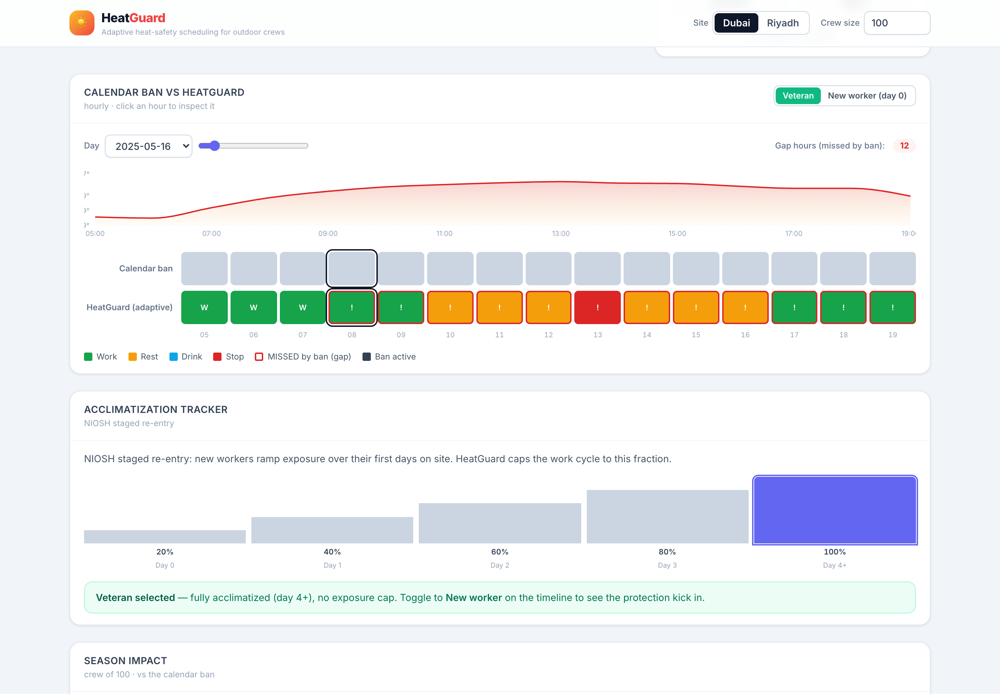 HeatGuard
Adaptive heat-safety scheduling for outdoor crews
Site
Dubai
Riyadh
Crew size
100
CALENDAR BAN VS HEATGUARD
hourly · click an hour to inspect it
Veteran
New worker (day 0)
Day
2025-05-16
Gap hours (missed by ban):
12
7°
9°
9°
9°
05:00
07:00
09:00
11:00
13:00
15:00
17:00
Calendar ban
HeatGuard (adaptive)
W
W
W
!
!
!
!
!
!
!
!
!
!
!
!
05
06
07
08
09
10
11
12
13
14
15
16
17
18
19
Work
Rest
Drink
Stop
MISSED by ban (gap)
Ban active
ACCLIMATIZATION TRACKER
NIOSH staged re-entry
NIOSH staged re-entry: new workers ramp exposure over their first days on site. HeatGuard caps the work cycle to this fraction.
20%
40%
60%
80%
100%
Day 0
Day 1
Day 2
Day 3
Day 4+
Veteran selected — fully acclimatized (day 4+), no exposure cap. Toggle to New worker on the timeline to see the protection kick in.
SEASON IMPACT
crew of 100 · vs the calendar ban